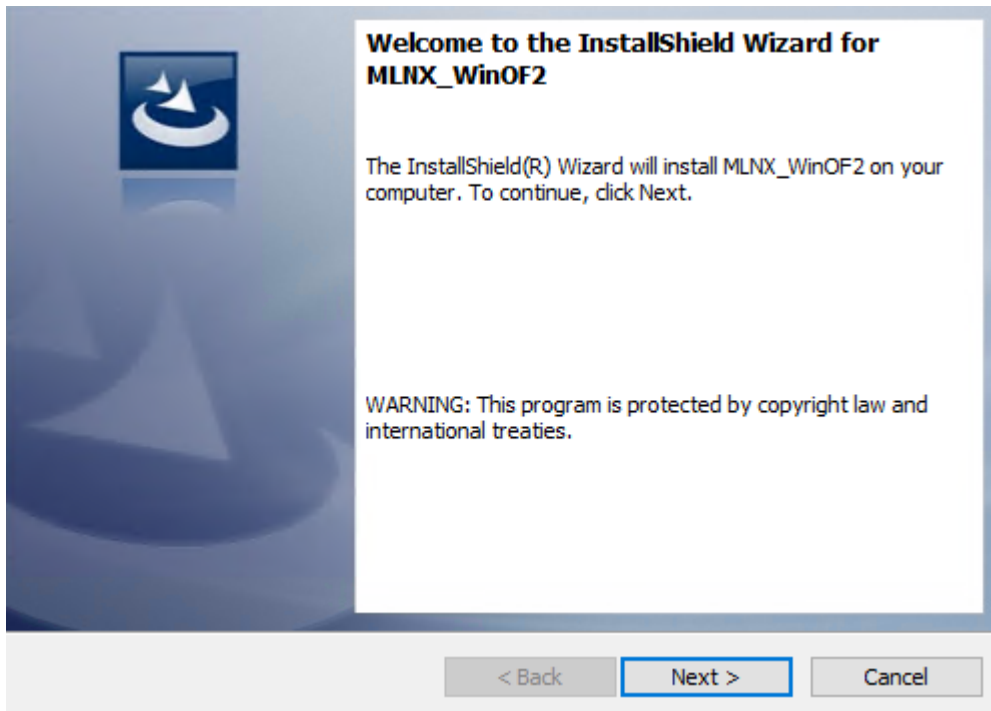 Welcome to the InstallShield Wizard for
MLNX_WinOF2
The InstallShield(R) Wizard will install MLNX_WinOF2 on your
computer. To continue, click Next.
WARNING: This program is protected by copyright law and
international treaties.
< Back
Next >
Cancel